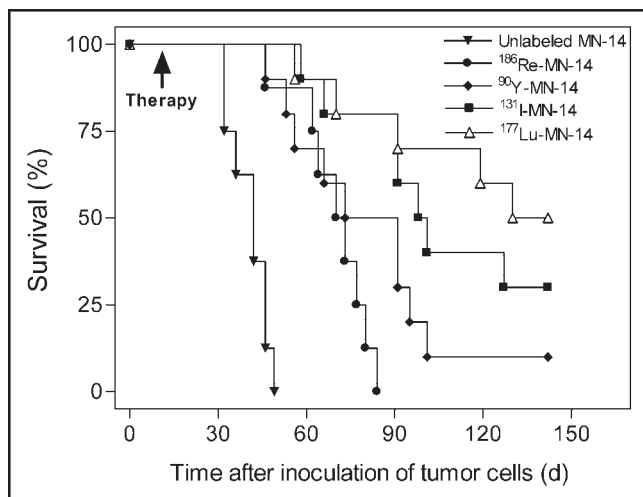 Unlabeled MN-14
¹⁸⁶Re-MN-14
⁹⁰Y-MN-14
¹³¹I-MN-14
¹⁷⁷Lu-MN-14
Therapy
Survival (%)
100
75
50
25
0
0 30 60 90 120 150
Time after inoculation of tumor cells (d)